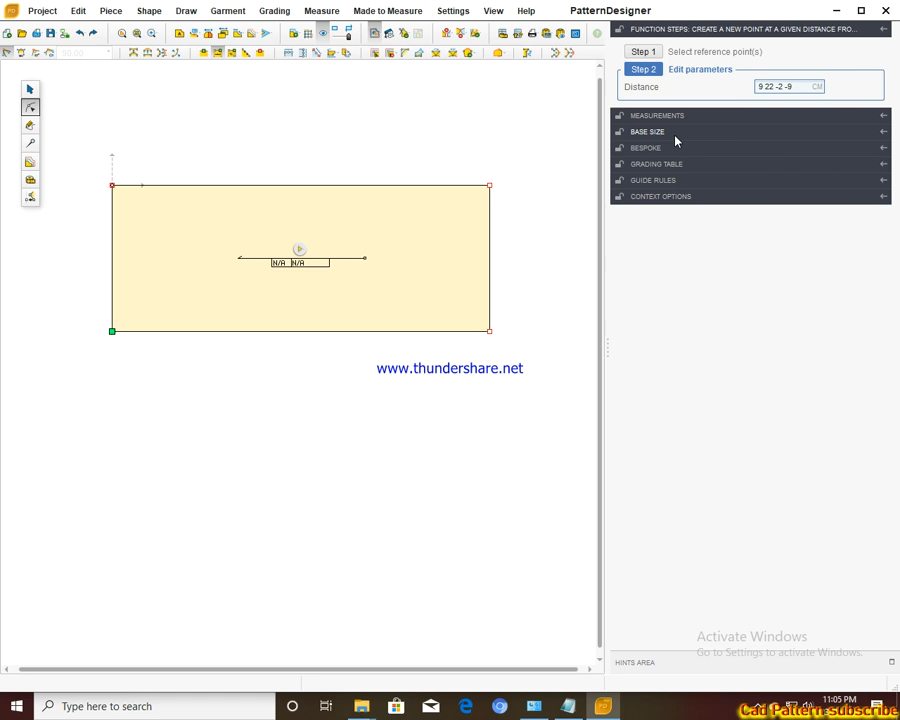 Project Edit Piece Shape Draw Garment Grading Measure Made to Measure Settings View Help PatternDesigner
FUNCTION STEPS: CREATE A NEW POINT AT A GIVEN DISTANCE FRO...
Step 1 Select reference point(s)
Step 2 Edit parameters
Distance 9 22 -2 -9 CM
MEASUREMENTS
BASE SIZE
BESPOKE
GRADING TABLE
GUIDE RULES
CONTEXT OPTIONS
N/A N/A
www.thundershare.net
Activate Windows
Go to Settings to activate Windows.
HINTS AREA
Type here to search
11:05 PM
Cad Pattern-subscribe